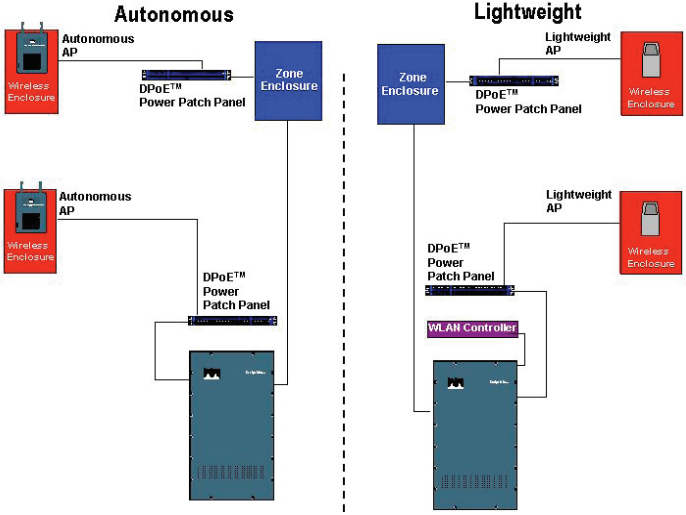 Autonomous
Autonomous
AP
Wireless
Enclosure
DPoE™
Power Patch Panel
Zone
Enclosure
Autonomous
AP
Wireless
Enclosure
DPoE™
Power
Patch Panel
Lightweight
Lightweight
AP
Wireless
Enclosure
Zone
Enclosure
DPoE™
Power Patch Panel
Lightweight
AP
Wireless
Enclosure
DPoE™
Power
Patch Panel
WLAN Controller